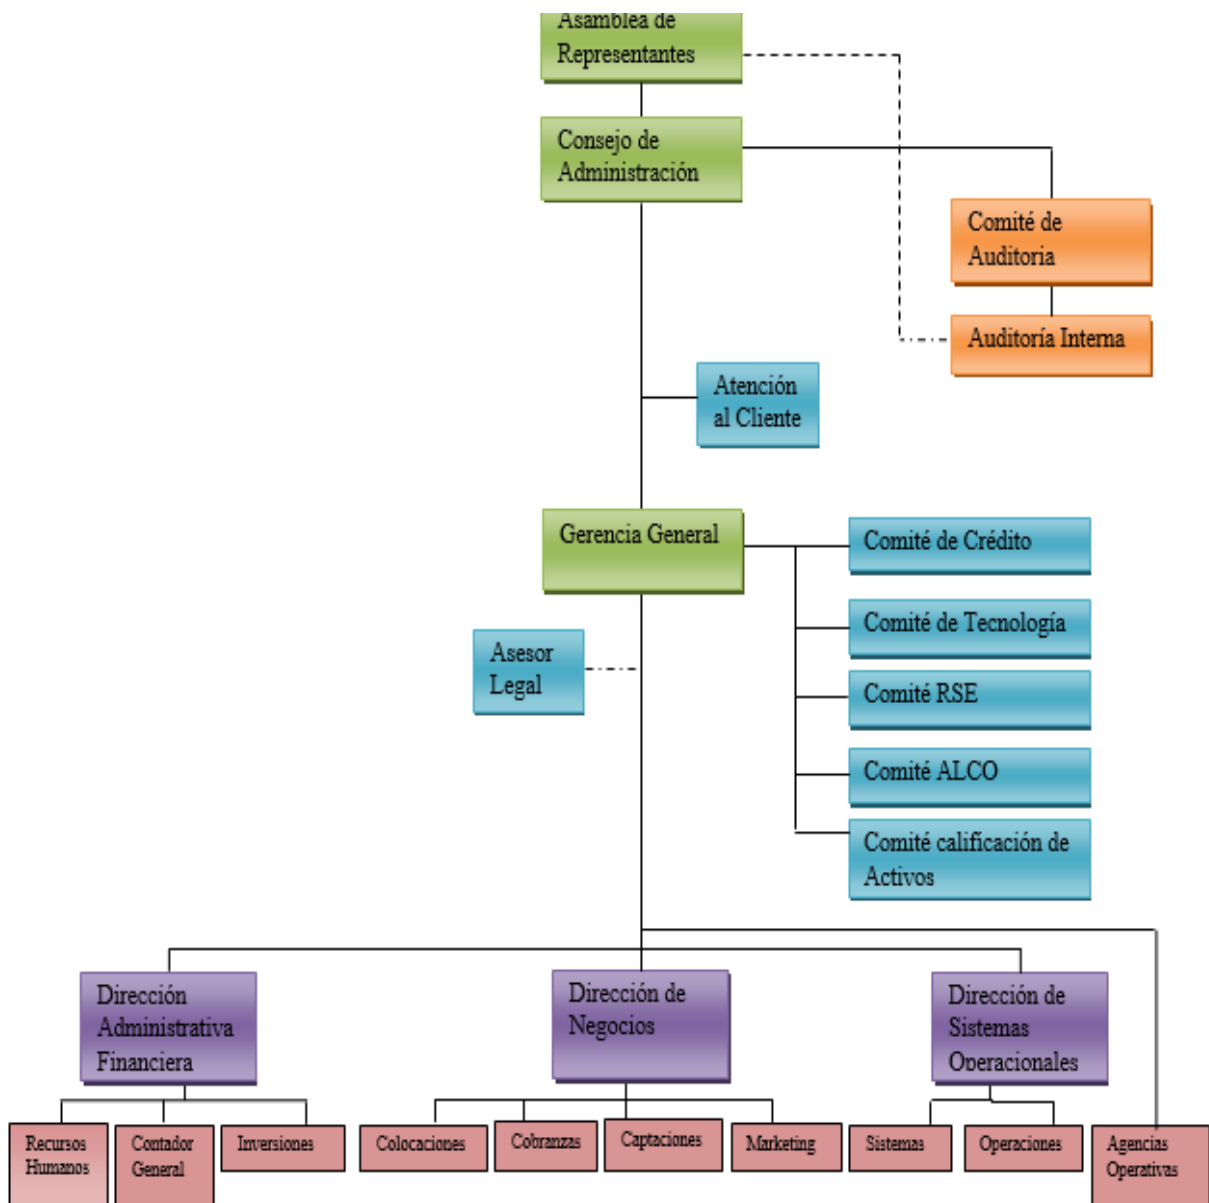 Asamblea de
Representantes
Consejo de
Administración
Comité de
Auditoria
Auditoría Interna
Atención
al Cliente
Gerencia General
Comité de Crédito
Comité de Tecnología
Asesor
Legal
Comité RSE
Comité ALCO
Comité calificación de
Activos
Dirección
Administrativa
Financiera
Dirección de
Negocios
Dirección de
Sistemas
Operacionales
Recursos
Humanos
Contador
General
Inversiones
Colocaciones
Cobranzas
Captaciones
Marketing
Sistemas
Operaciones
Agencias
Operativas